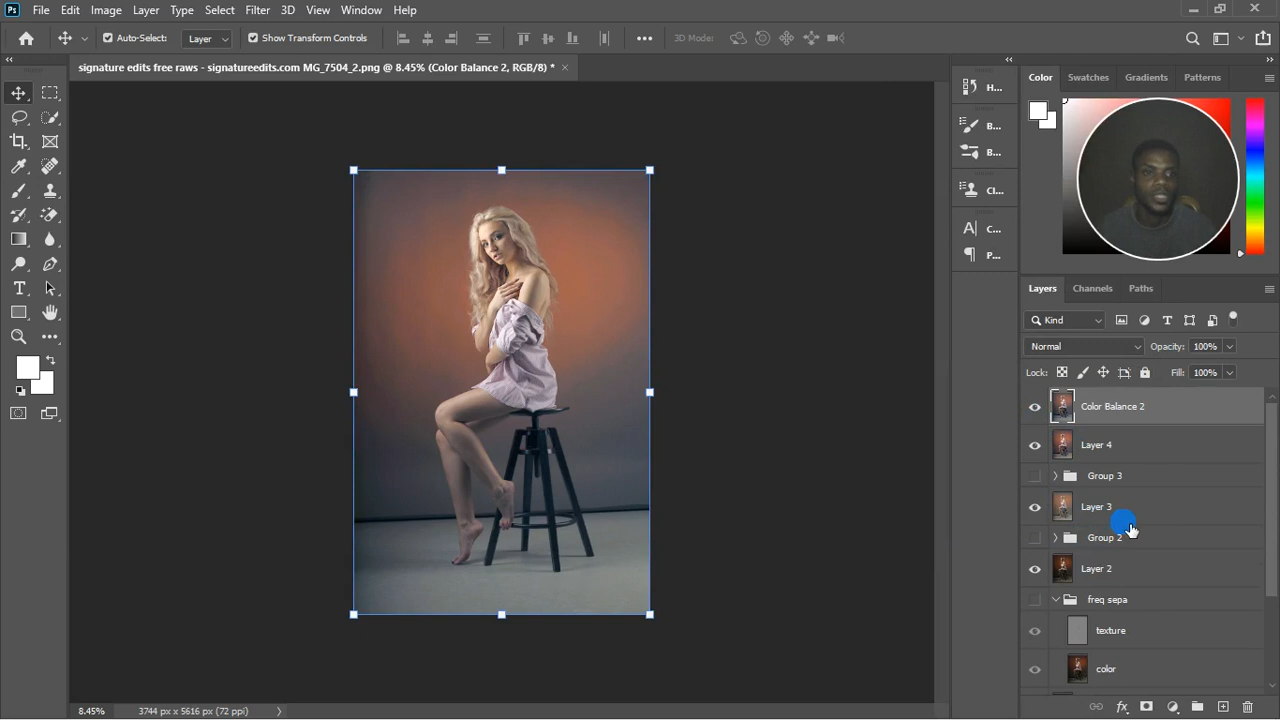 Ps File Edit Image Layer Type Select Filter 3D View Window Help
Auto-Select: Layer Show Transform Controls 3D Mode:
signature edits free raws - signatureedits.com MG_7504_2.png @ 8.45% (Color Balance 2, RGB/8) *
Color Swatches Gradients Patterns
H...
B...
B...
Cl...
C...
P...
Layers Channels Paths
Kind
Normal Opacity: 100%
Lock: Fill: 100%
Color Balance 2
Layer 4
Group 3
Layer 3
Group 2
Layer 2
freq sepa
texture
color
8.45% 3744 px x 5616 px (72 ppi)